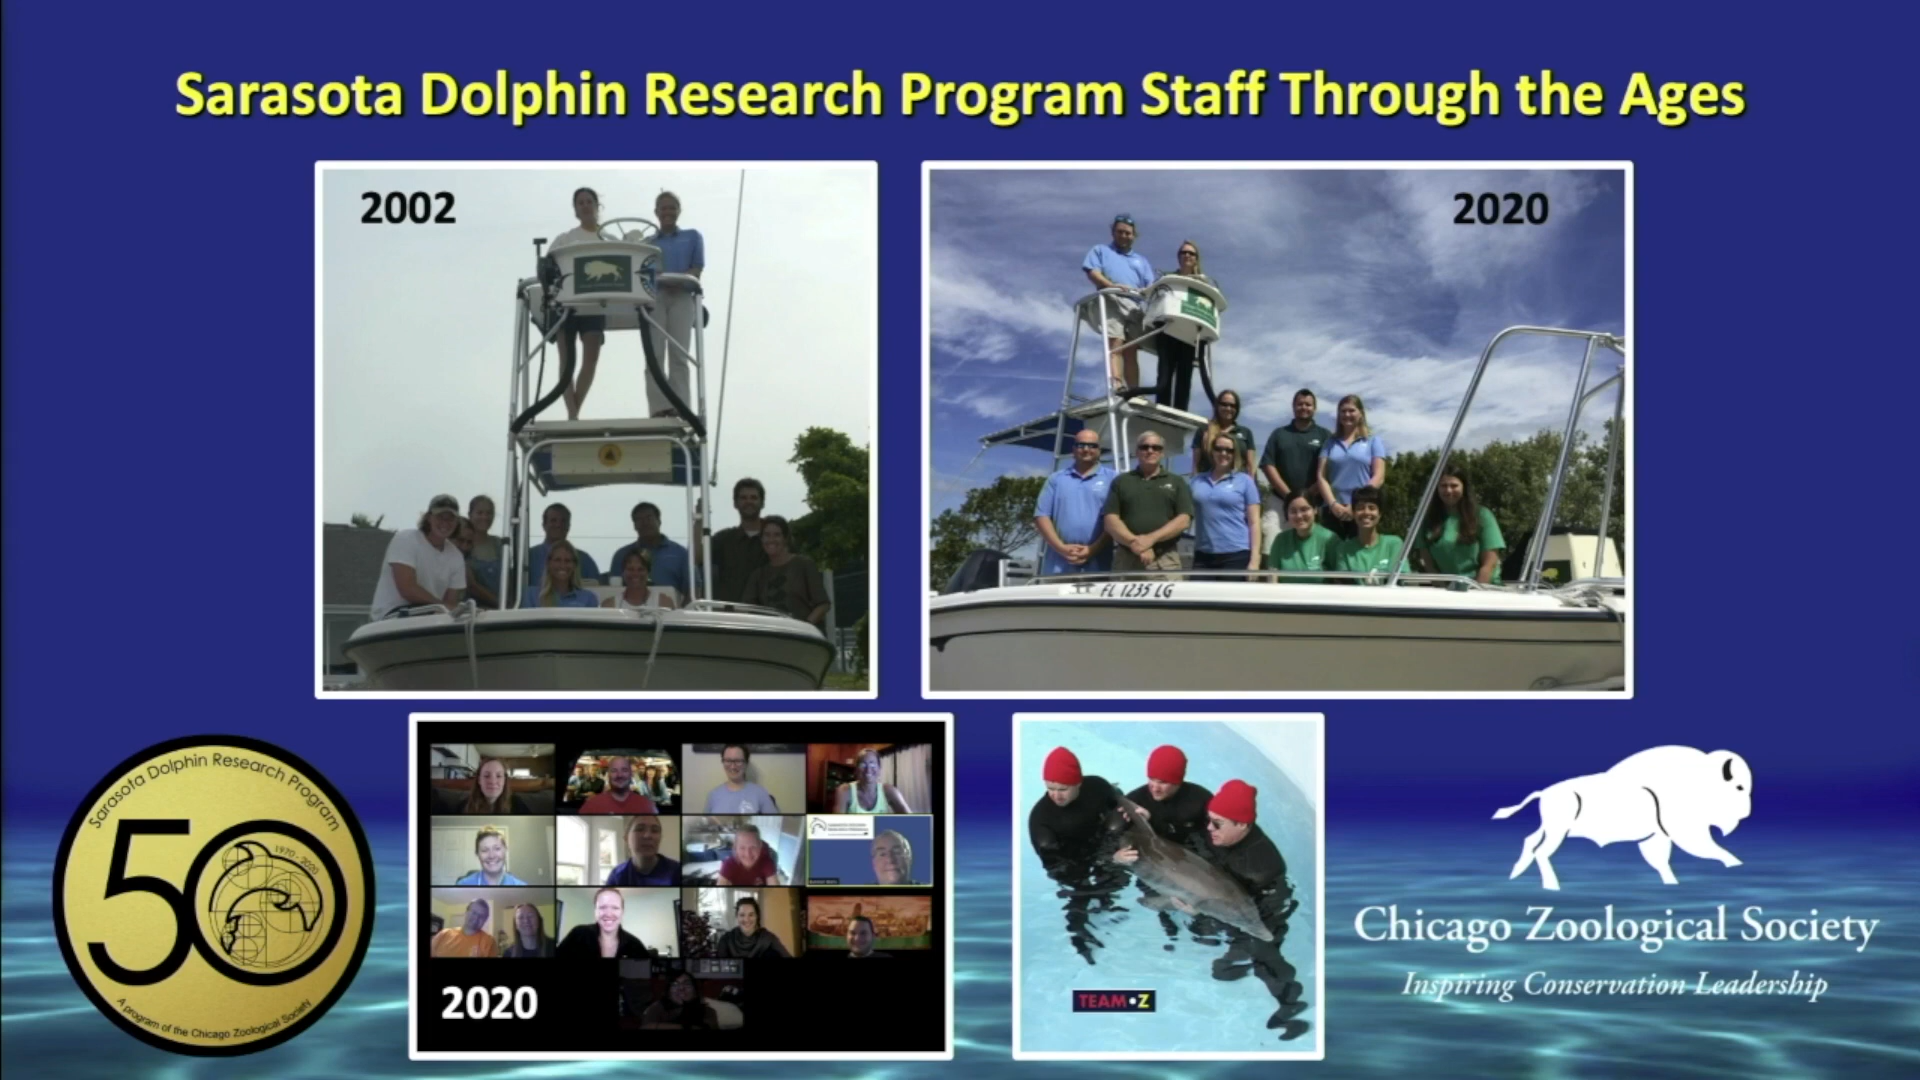 Sarasota Dolphin Research Program Staff Through the Ages
2002
2020
FL 1235 LG
2020
TEAM Z
Sarasota Dolphin Research Program
50
1970 - 2020
A program of the Chicago Zoological Society
Chicago Zoological Society
Inspiring Conservation Leadership